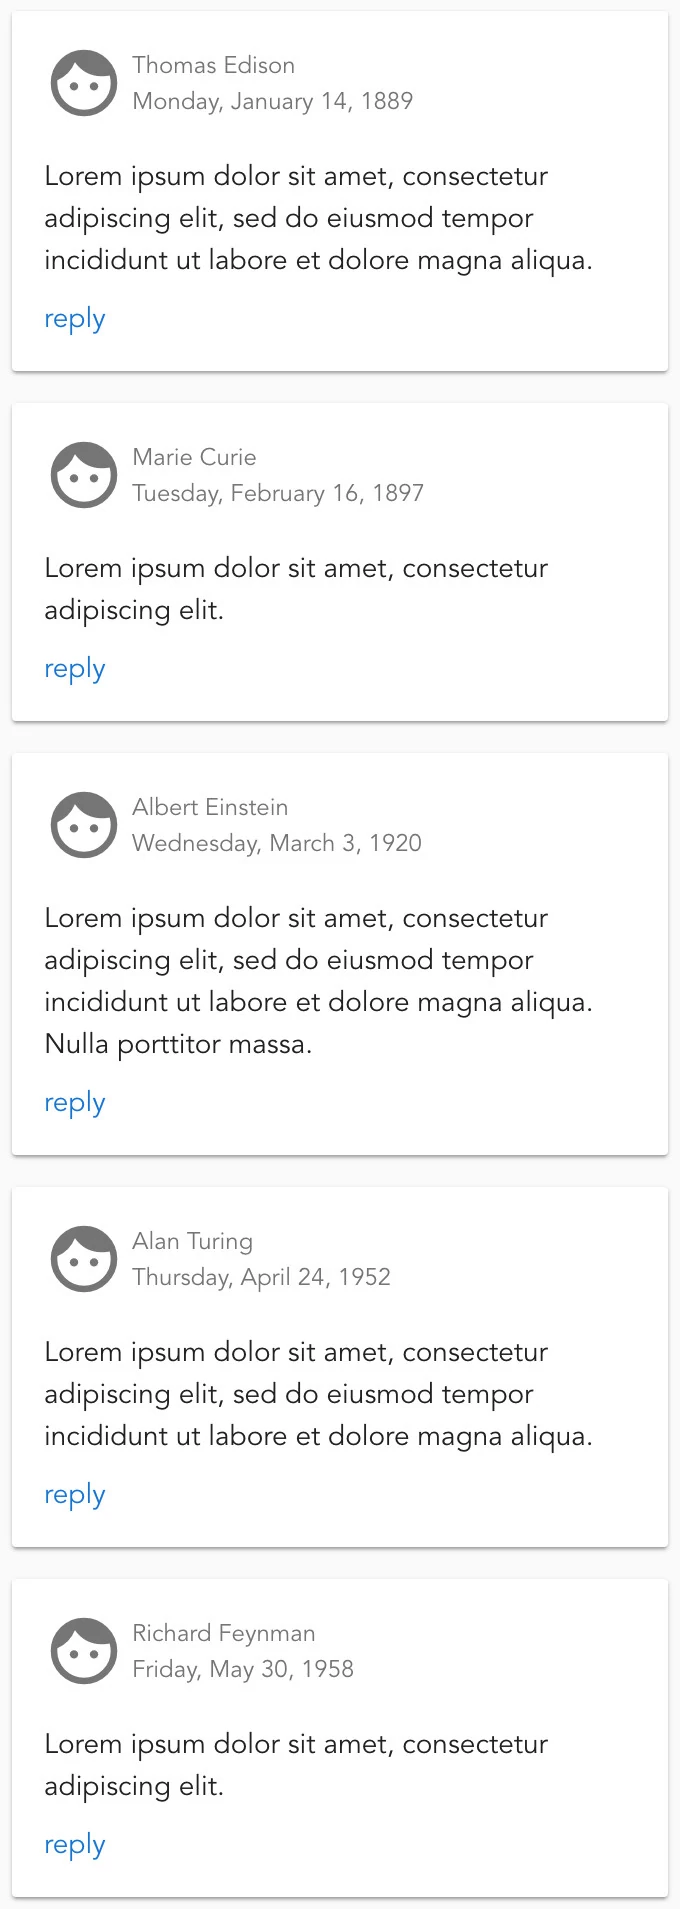 Thomas Edison
Monday, January 14, 1889
Lorem ipsum dolor sit amet, consectetur
adipiscing elit, sed do eiusmod tempor
incididunt ut labore et dolore magna aliqua.
reply
Marie Curie
Tuesday, February 16, 1897
Lorem ipsum dolor sit amet, consectetur
adipiscing elit.
reply
Albert Einstein
Wednesday, March 3, 1920
Lorem ipsum dolor sit amet, consectetur
adipiscing elit, sed do eiusmod tempor
incididunt ut labore et dolore magna aliqua.
Nulla porttitor massa.
reply
Alan Turing
Thursday, April 24, 1952
Lorem ipsum dolor sit amet, consectetur
adipiscing elit, sed do eiusmod tempor
incididunt ut labore et dolore magna aliqua.
reply
Richard Feynman
Friday, May 30, 1958
Lorem ipsum dolor sit amet, consectetur
adipiscing elit.
reply